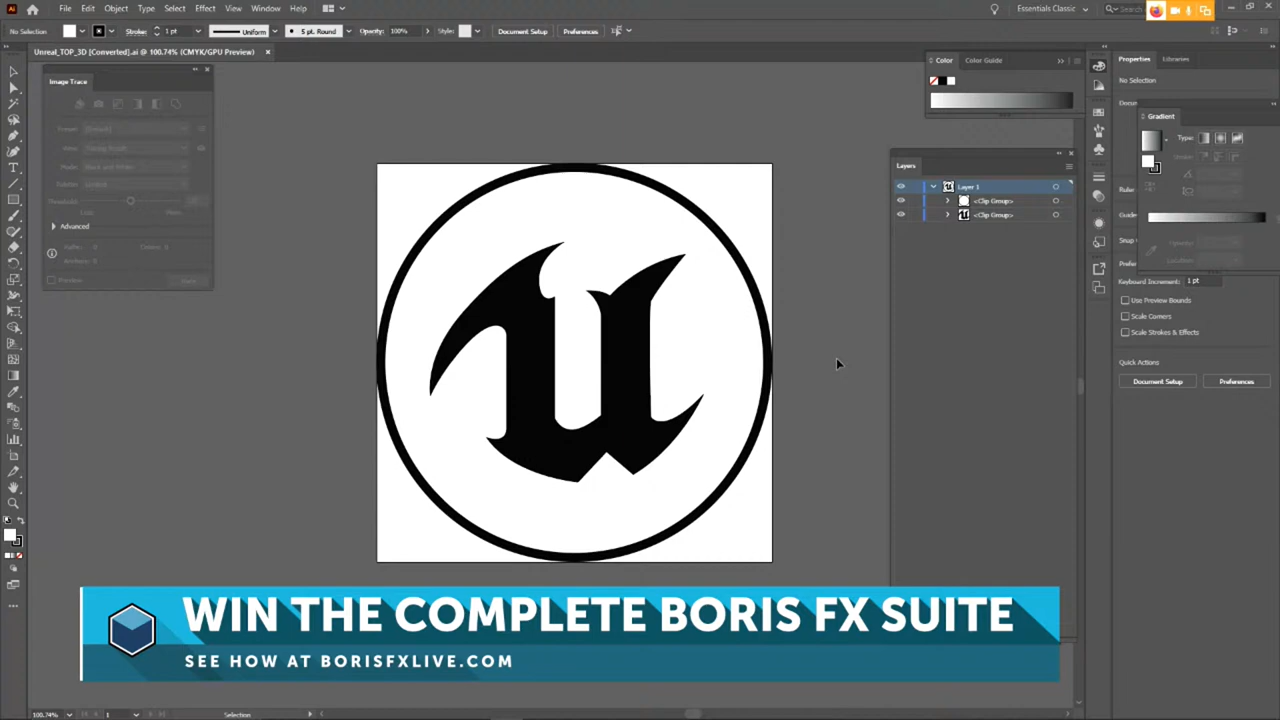 File Edit Object Type Select Effect View Window Help
Essentials Classic
Search
No Selection
Stroke: 1 pt
Uniform
5 pt. Round
Opacity: 100%
Style:
Document Setup
Preferences
Unreal_TOP_3D [Converted].ai @ 100.74% (CMYK/GPU Preview)
Image Trace
Advanced
Color
Color Guide
Layers
Layer 1
<Clip Group>
<Clip Group>
Properties
Libraries
No Selection
Gradient
Type:
Keyboard Increment: 1 pt
Use Preview Bounds
Scale Corners
Scale Strokes & Effects
Quick Actions
Document Setup
Preferences
WIN THE COMPLETE BORIS FX SUITE
SEE HOW AT BORISFXLIVE.COM
100.74%
1
Selection